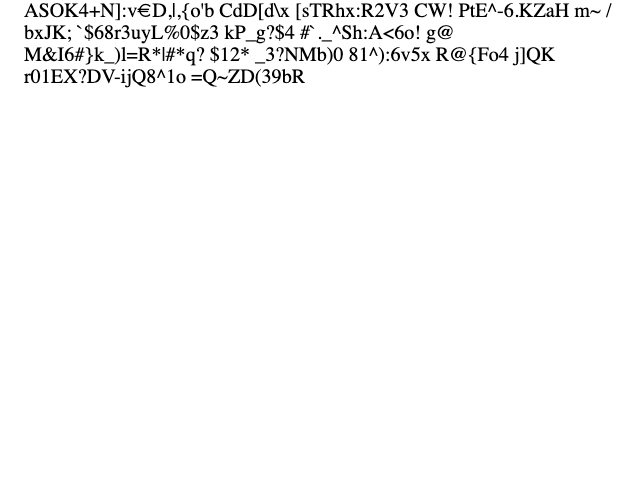 ASOK4+N]:v€D,l,{o'b CdD[d\x [sTRhx:R2V3 CW! PtE^-6.KZaH m~ /
bxJK; `$68r3uyL%0$z3 kP_g?$4 #`._^Sh:A<6o! g@
M&I6#}k_)l=R*|#*q? $12* _3?NMb)0 81^):6v5x R@{Fo4 j]QK
r01EX?DV-ijQ8^1o =Q~ZD(39bR